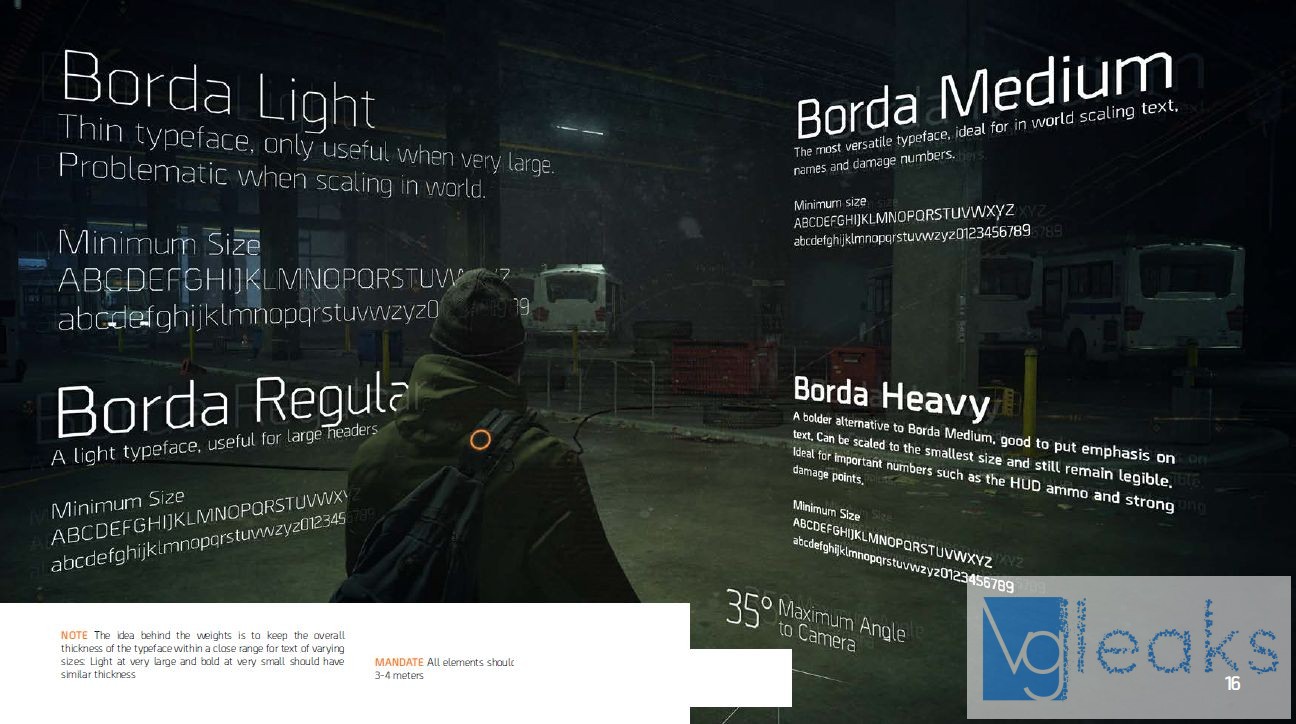 Borda Light
Thin typeface, only useful when very large.
Problematic when scaling in world.
Minimum Size
ABCDEFGHIJKLMNOPQRSTUVW Z
abcdefghijklmnopqrstuvwzyz0 89
Borda Regula
A light typeface, useful for large headers
Minimum Size
ABCDEFGHIJKLMNOPQRSTUVWXY
abcdefghijklmnopqrstuvwzyz012345
Borda Medium
The most versatile typeface, ideal for in world scaling text,
names and damage numbers.
Minimum size
ABCDEFGHIJKLMNOPQRSTUVWXYZ
abcdefghijklmnopqrstuvwzyz0123456789
Borda Heavy
A bolder alternative to Borda Medium, good to put emphasis on
text. Can be scaled to the smallest size and still remain legible.
Ideal for important numbers such as the HUD ammo and strong
damage points.
Minimum Size
ABCDEFGHIJKLMNOPQRSTUVWXYZ
abcdefghijklmnopqrstuvwzyz0123456789
35° Maximum Angle
to Camera
NOTE The idea behind the weights is to keep the overall
thickness of the typeface within a close range for text of varying
sizes: Light at very large and bold at very small should have
similar thickness
MANDATE All elements should
3-4 meters
vgleaks
16